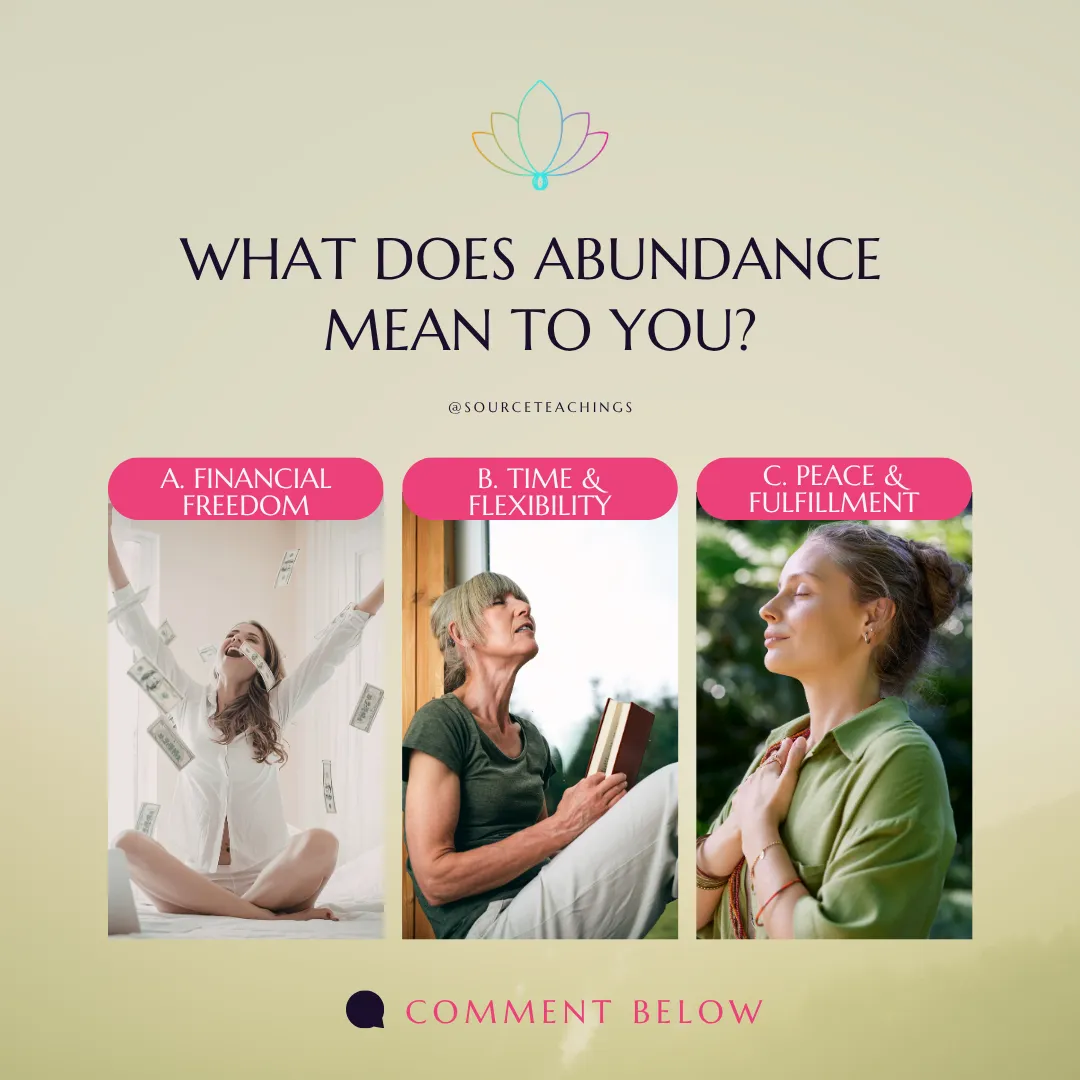 WHAT DOES ABUNDANCE
MEAN TO YOU?
@SOURCETEACHINGS
A. FINANCIAL
FREEDOM
B. TIME &
FLEXIBILITY
C. PEACE &
FULFILLMENT
COMMENT BELOW